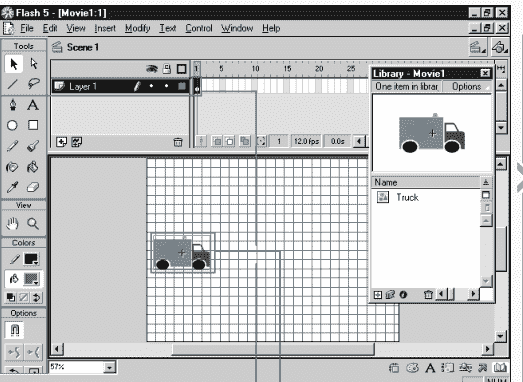 Flash 5 - [Movie1:1]
File Edit View Insert Modify Text Control Window Help
Tools
Scene 1
1 5 10 15 20 25
Layer 1
Library - Movie1
One item in librar Options
A
1 12.0 fps 0.0s
Name
Truck
View
Colors
Options
57%
A
NUM